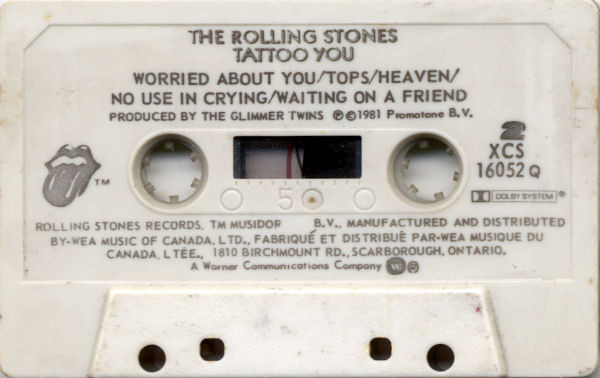 THE ROLLING STONES
TATTOO YOU
WORRIED ABOUT YOU/TOPS/HEAVEN/
NO USE IN CRYING/WAITING ON A FRIEND
PRODUCED BY THE GLIMMER TWINS ℗©1981 Promotone B.V.
2
XCS
16052 Q
TM
50
DOLBY SYSTEM ®
ROLLING STONES RECORDS, TM MUSIDOR B.V., MANUFACTURED AND DISTRIBUTED
BY-WEA MUSIC OF CANADA, LTD., FABRIQUÉ ET DISTRIBUÉ PAR-WEA MUSIQUE DU
CANADA, LTÉE., 1810 BIRCHMOUNT RD., SCARBOROUGH, ONTARIO.
A Warner Communications Company